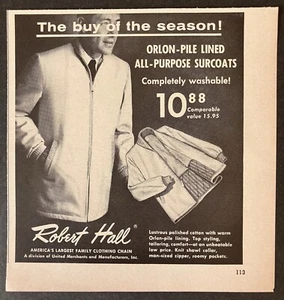 The buy of the season!
ORLON-PILE LINED
ALL-PURPOSE SURCOATS
Completely washable!
10 88
Comparable
value 15.95
Robert Hall®
AMERICA'S LARGEST FAMILY CLOTHING CHAIN
A division of United Merchants and Manufacturers, Inc.
Lustrous polished cotton with warm
Orlon-pile lining. Top styling,
tailoring, comfort—at an unbeatable
low price. Knit shawl collar,
man-sized zipper, roomy pockets.
113